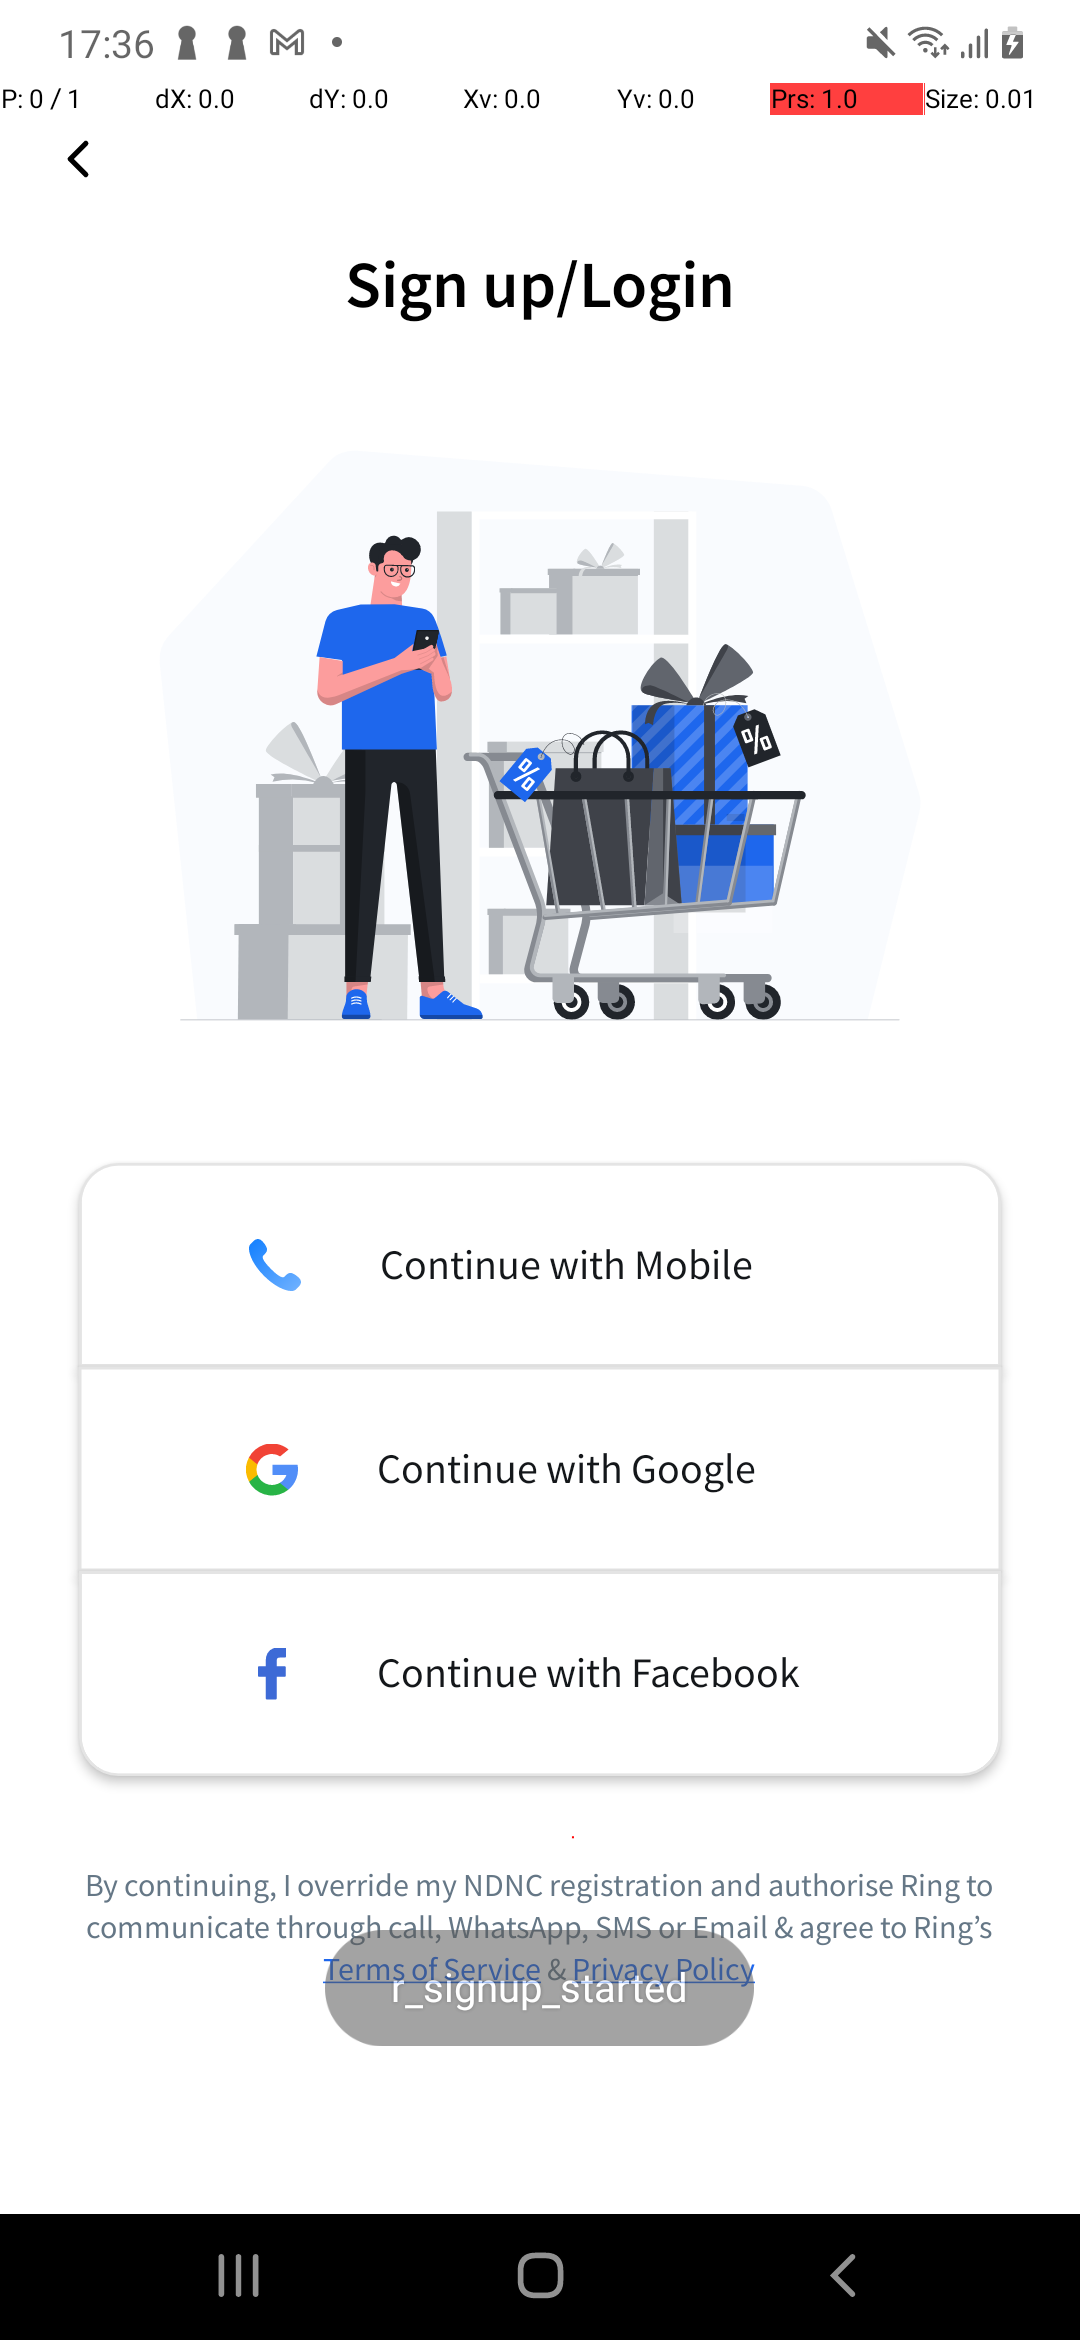 17:36
P: 0 / 1 dX: 0.0 dY: 0.0 Xv: 0.0 Yv: 0.0 Prs: 1.0 Size: 0.01
Sign up/Login
%
%
Continue with Mobile
Continue with Google
Continue with Facebook
By continuing, I override my NDNC registration and authorise Ring to
communicate through call, WhatsApp, SMS or Email & agree to Ring’s
Terms of Service & Privacy Policy
r_signup_started